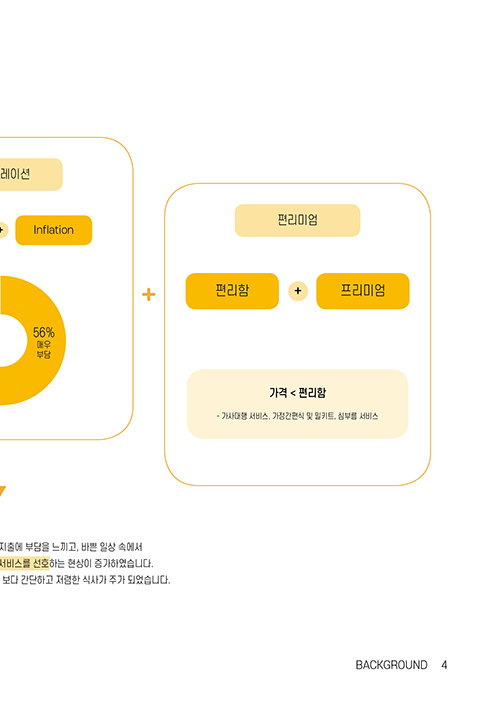 레이션
+ Inflation
56%
매우
부담
+
편리미엄
편리함 + 프리미엄
가격 < 편리함
- 가사대행 서비스, 가정간편식 및 밀키트, 심부름 서비스
지출에 부담을 느끼고, 바쁜 일상 속에서
서비스를 선호하는 현상이 증가하였습니다.
보다 간단하고 저렴한 식사가 주가 되었습니다.
BACKGROUND 4